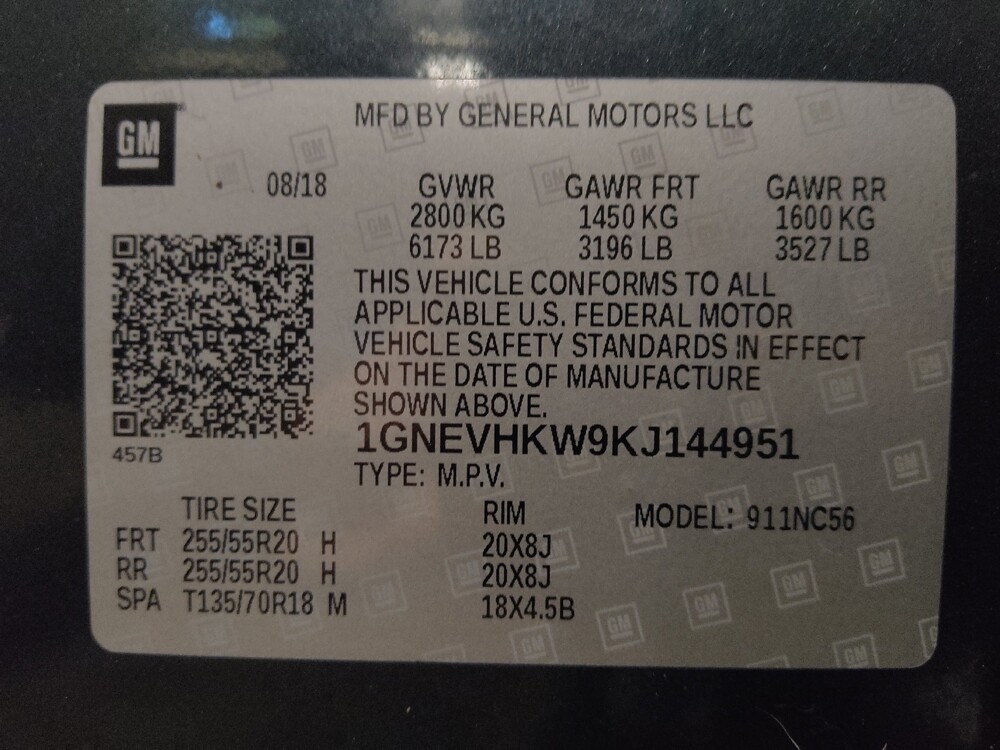 GM
MFD BY GENERAL MOTORS LLC
08/18 GVWR GAWR FRT GAWR RR
2800 KG 1450 KG 1600 KG
6173 LB 3196 LB 3527 LB
THIS VEHICLE CONFORMS TO ALL
APPLICABLE U.S. FEDERAL MOTOR
VEHICLE SAFETY STANDARDS IN EFFECT
ON THE DATE OF MANUFACTURE
SHOWN ABOVE.
1GNEVHKW9KJ144951
457B
TYPE: M.P.V.
TIRE SIZE RIM MODEL: 911NC56
FRT 255/55R20 H 20X8J
RR 255/55R20 H 20X8J
SPA T135/70R18 M 18X4.5B